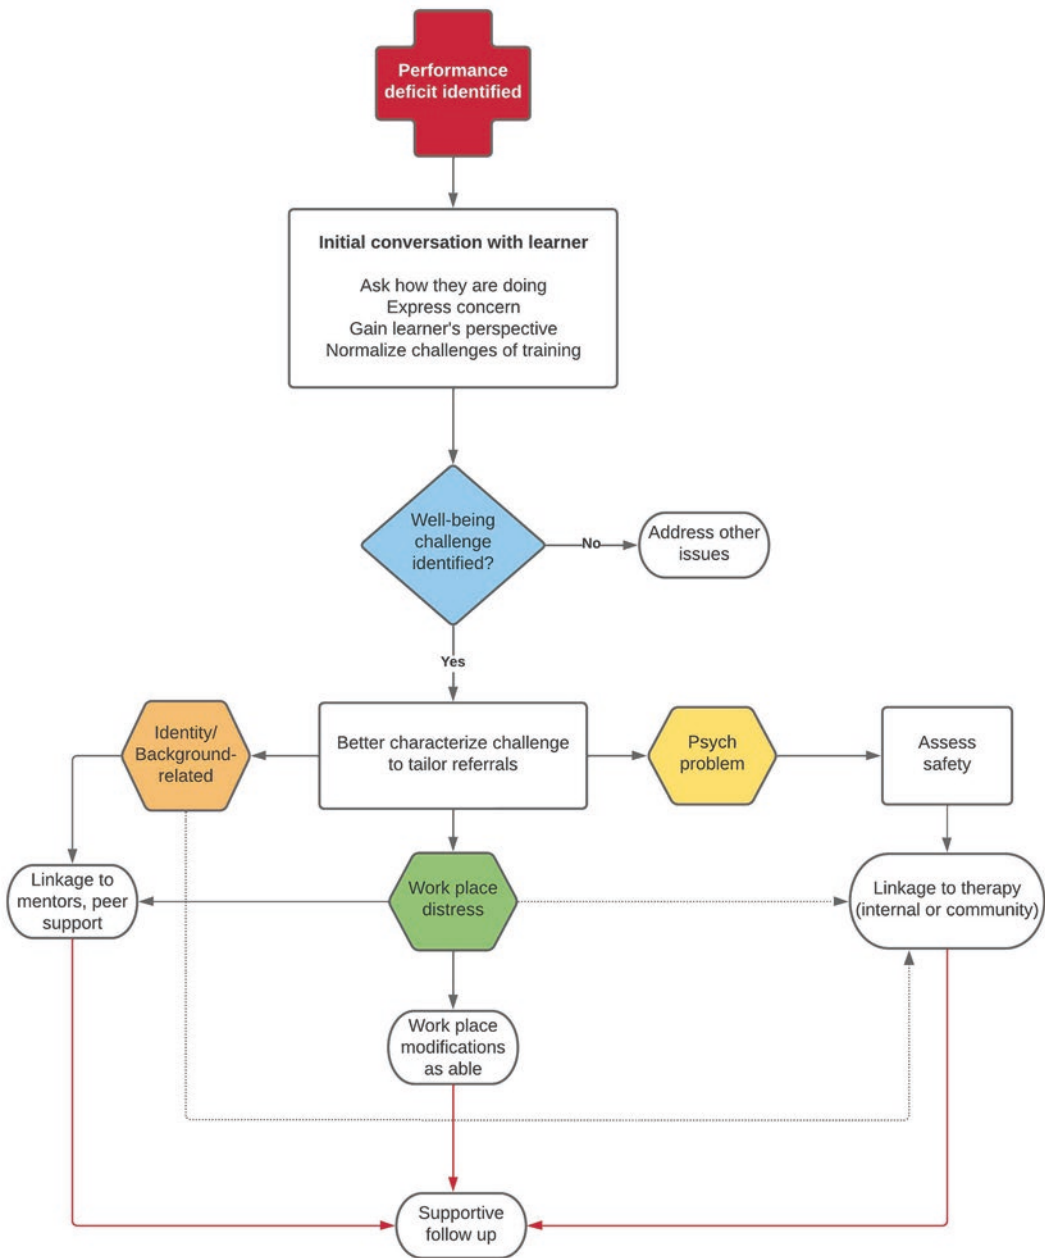 Performance
deficit identified
Initial conversation with learner
Ask how they are doing
Express concern
Gain learner's perspective
Normalize challenges of training
Well-being
challenge
identified?
No
Address other
issues
Yes
Identity/
Background-
related
Better characterize challenge
to tailor referrals
Psych
problem
Assess
safety
Linkage to
mentors, peer
support
Work place
distress
Linkage to therapy
(internal or community)
Work place
modifications
as able
Supportive
follow up